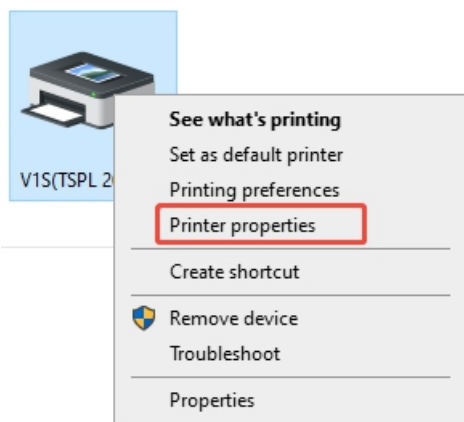 V1S(TSPL 2
See what's printing
Set as default printer
Printing preferences
Printer properties
Create shortcut
Remove device
Troubleshoot
Properties